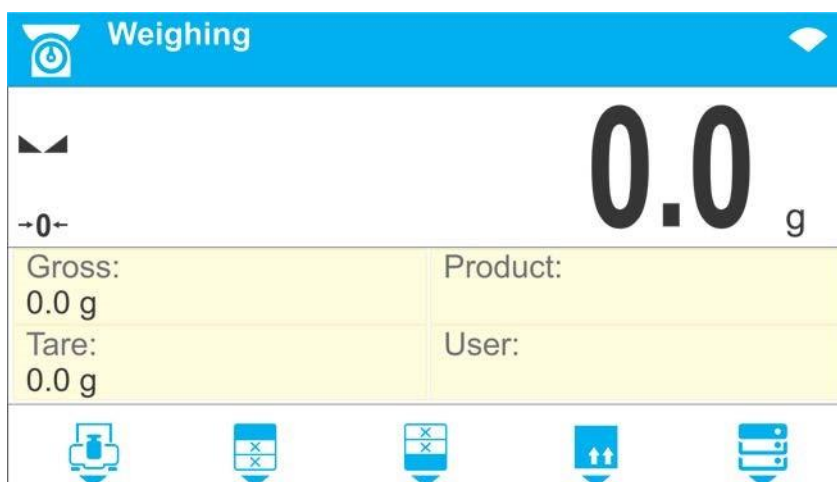 Weighing
→0←
0.0 g
Gross:
0.0 g
Product:
Tare:
0.0 g
User: